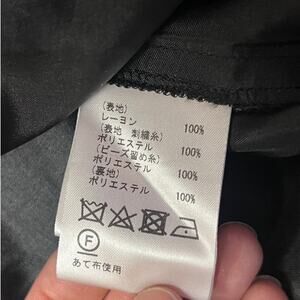 (表地)
レーヨン 100%
(表地 刺繍糸)
ポリエステル 100%
(ビーズ留め糸)
ポリエステル 100%
(裏地)
ポリエステル 100%
F
あて布使用